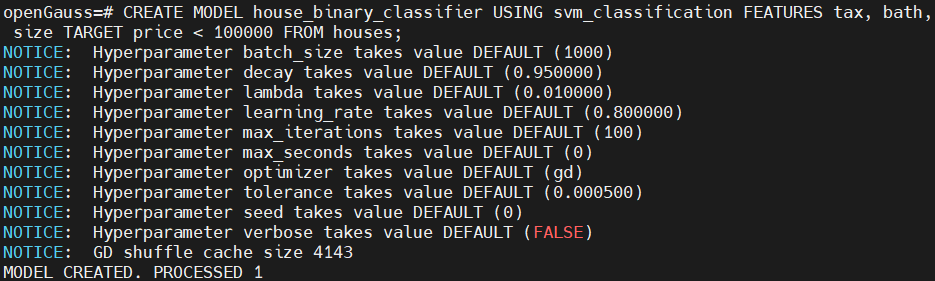 openGauss=# CREATE MODEL house_binary_classifier USING svm_classification FEATURES tax, bath,
 size TARGET price < 100000 FROM houses;
NOTICE:  Hyperparameter batch_size takes value DEFAULT (1000)
NOTICE:  Hyperparameter decay takes value DEFAULT (0.950000)
NOTICE:  Hyperparameter lambda takes value DEFAULT (0.010000)
NOTICE:  Hyperparameter learning_rate takes value DEFAULT (0.800000)
NOTICE:  Hyperparameter max_iterations takes value DEFAULT (100)
NOTICE:  Hyperparameter max_seconds takes value DEFAULT (0)
NOTICE:  Hyperparameter optimizer takes value DEFAULT (gd)
NOTICE:  Hyperparameter tolerance takes value DEFAULT (0.000500)
NOTICE:  Hyperparameter seed takes value DEFAULT (0)
NOTICE:  Hyperparameter verbose takes value DEFAULT (FALSE)
NOTICE:  GD shuffle cache size 4143
MODEL CREATED. PROCESSED 1